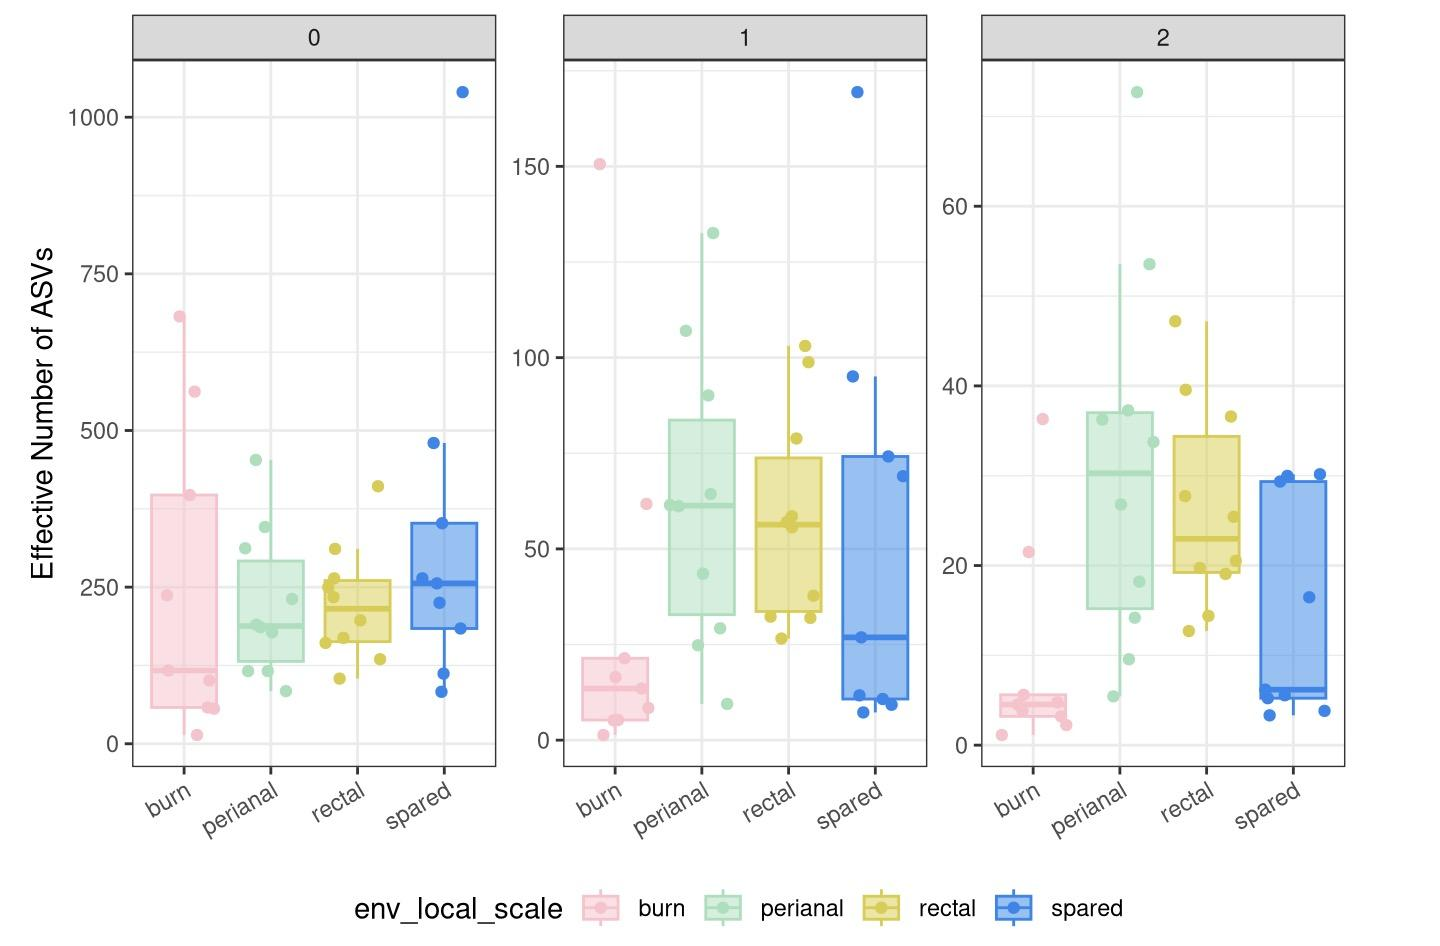 0 1 2
Effective Number of ASVs
1000
750
500
250
0
150
100
50
0
60
40
20
0
burn perianal rectal spared
burn perianal rectal spared
burn perianal rectal spared
env_local_scale burn perianal rectal spared